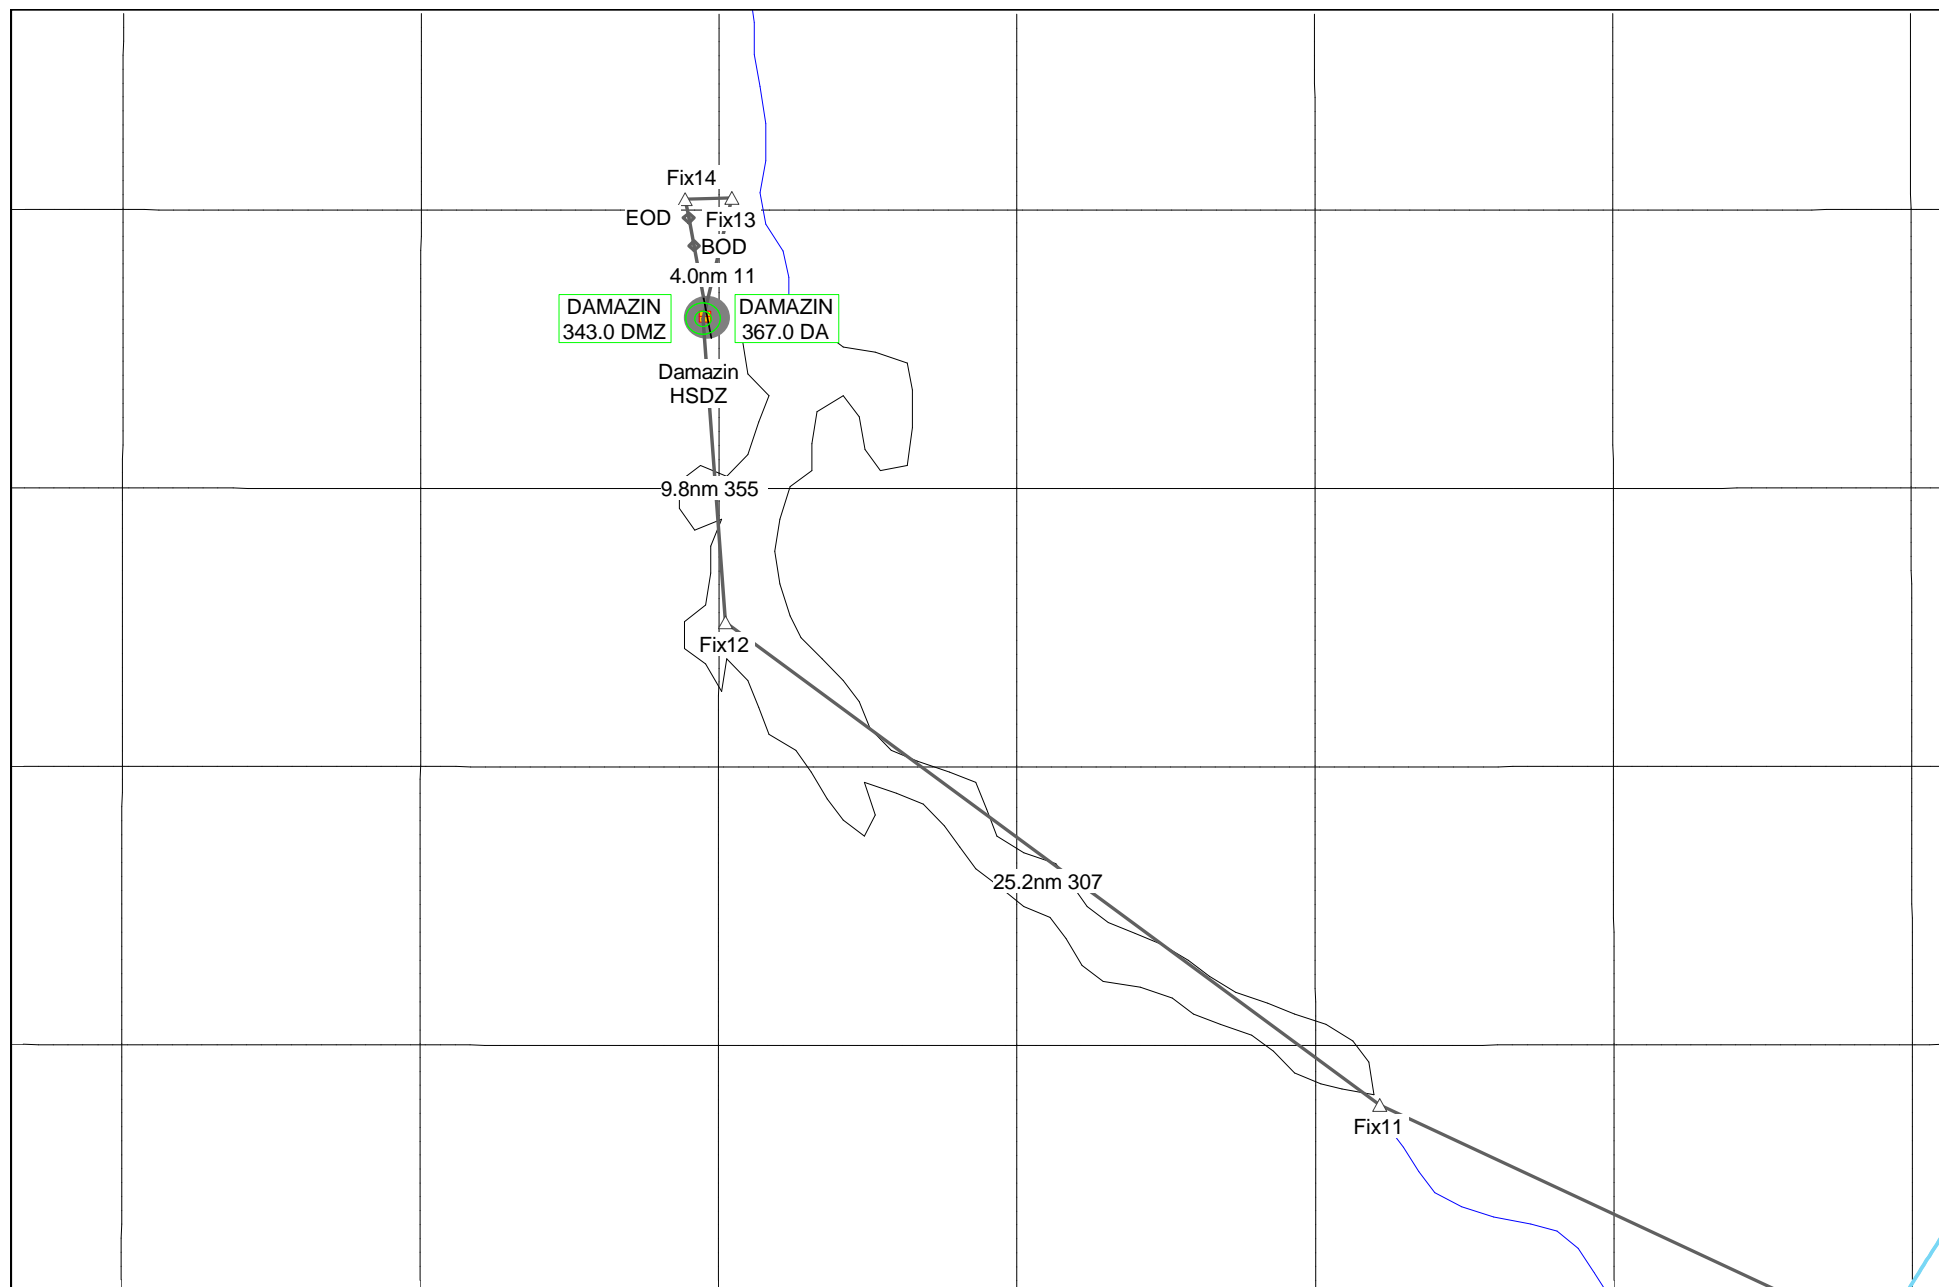 Fix14
EOD
Fix13
BOD
4.0nm 11
DAMAZIN
343.0 DMZ
DAMAZIN
367.0 DA
Damazin
HSDZ
9.8nm 355
Fix12
25.2nm 307
Fix11